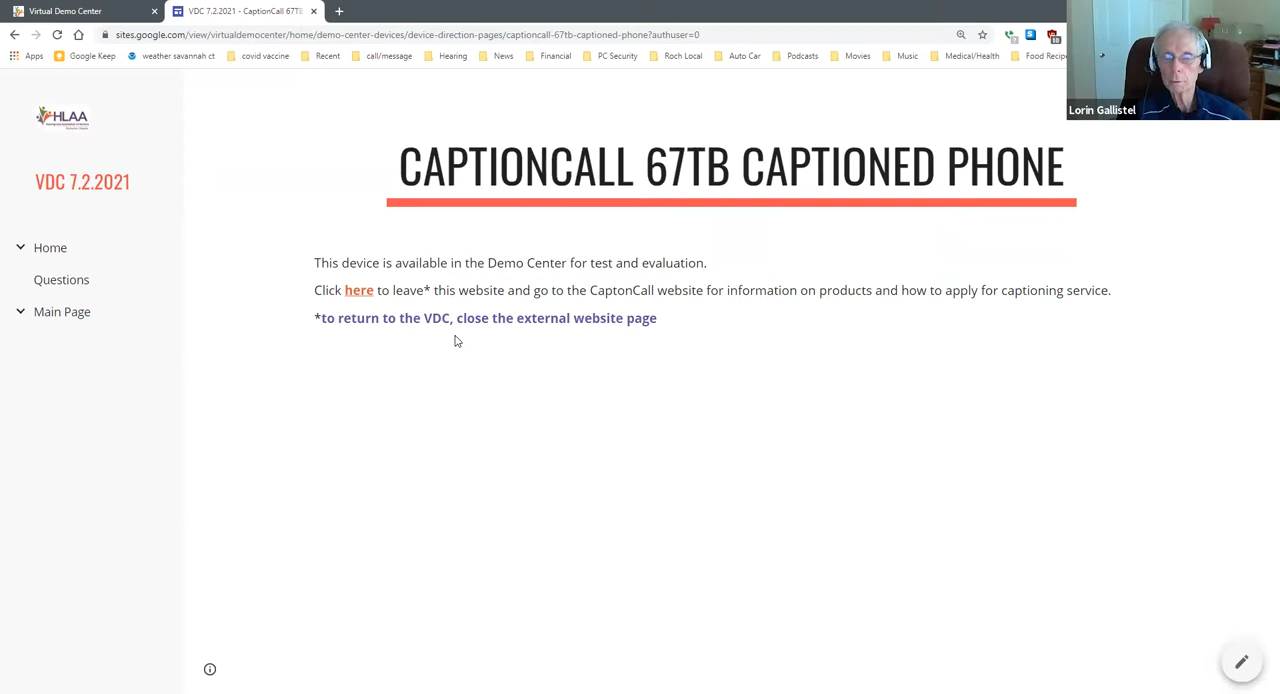 Virtual Demo Center
VDC 7.2.2021 - CaptionCall 67TB
sites.google.com/view/virtualdemocenter/home/demo-center-devices/device-direction-pages/captioncall-67tb-captioned-phone?authuser=0
Apps Google Keep weather savannah ct covid vaccine Recent call/message Hearing News Financial PC Security Roch Local Auto Car Podcasts Movies Music Medical/Health Food Recip
Lorin Gallistel
HLAA
VDC 7.2.2021
Home
Questions
Main Page
CAPTIONCALL 67TB CAPTIONED PHONE
This device is available in the Demo Center for test and evaluation.
Click here to leave* this website and go to the CaptonCall website for information on products and how to apply for captioning service.
*to return to the VDC, close the external website page